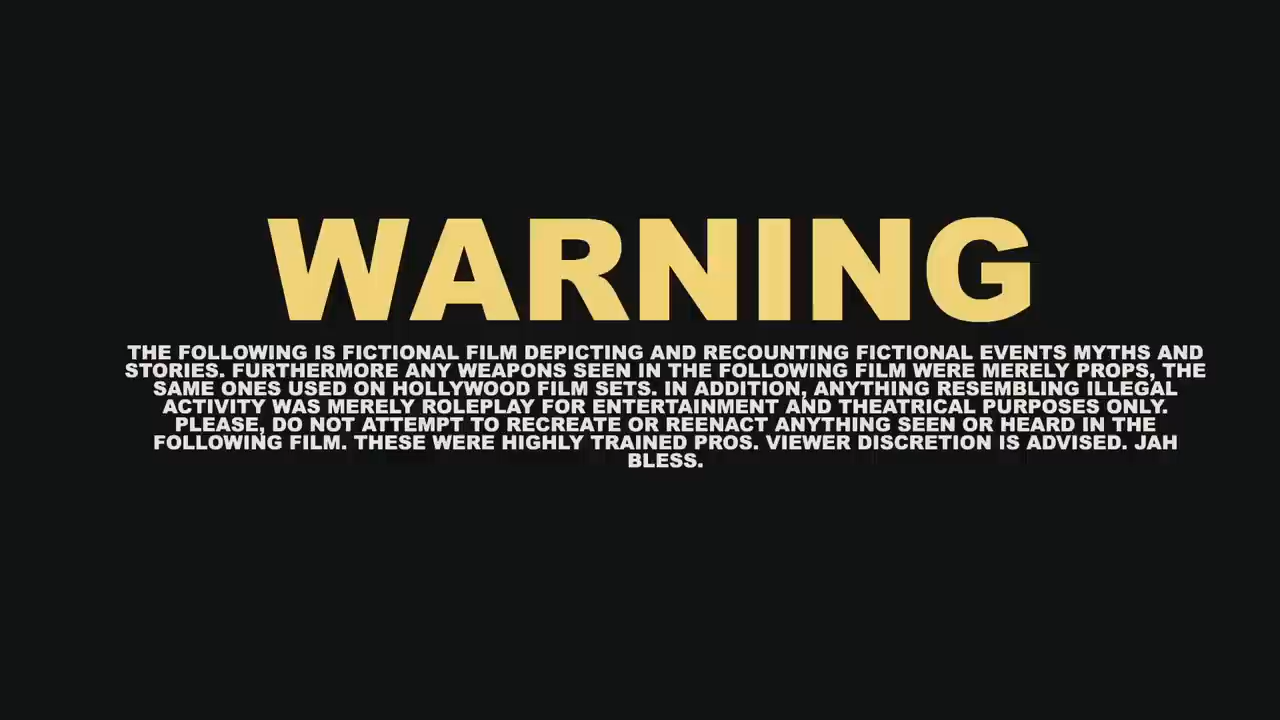 WARNING
THE FOLLOWING IS FICTIONAL FILM DEPICTING AND RECOUNTING FICTIONAL EVENTS MYTHS AND
STORIES. FURTHERMORE ANY WEAPONS SEEN IN THE FOLLOWING FILM WERE MERELY PROPS, THE
SAME ONES USED ON HOLLYWOOD FILM SETS. IN ADDITION, ANYTHING RESEMBLING ILLEGAL
ACTIVITY WAS MERELY ROLEPLAY FOR ENTERTAINMENT AND THEATRICAL PURPOSES ONLY.
PLEASE, DO NOT ATTEMPT TO RECREATE OR REENACT ANYTHING SEEN OR HEARD IN THE
FOLLOWING FILM. THESE WERE HIGHLY TRAINED PROS. VIEWER DISCRETION IS ADVISED. JAH
BLESS.